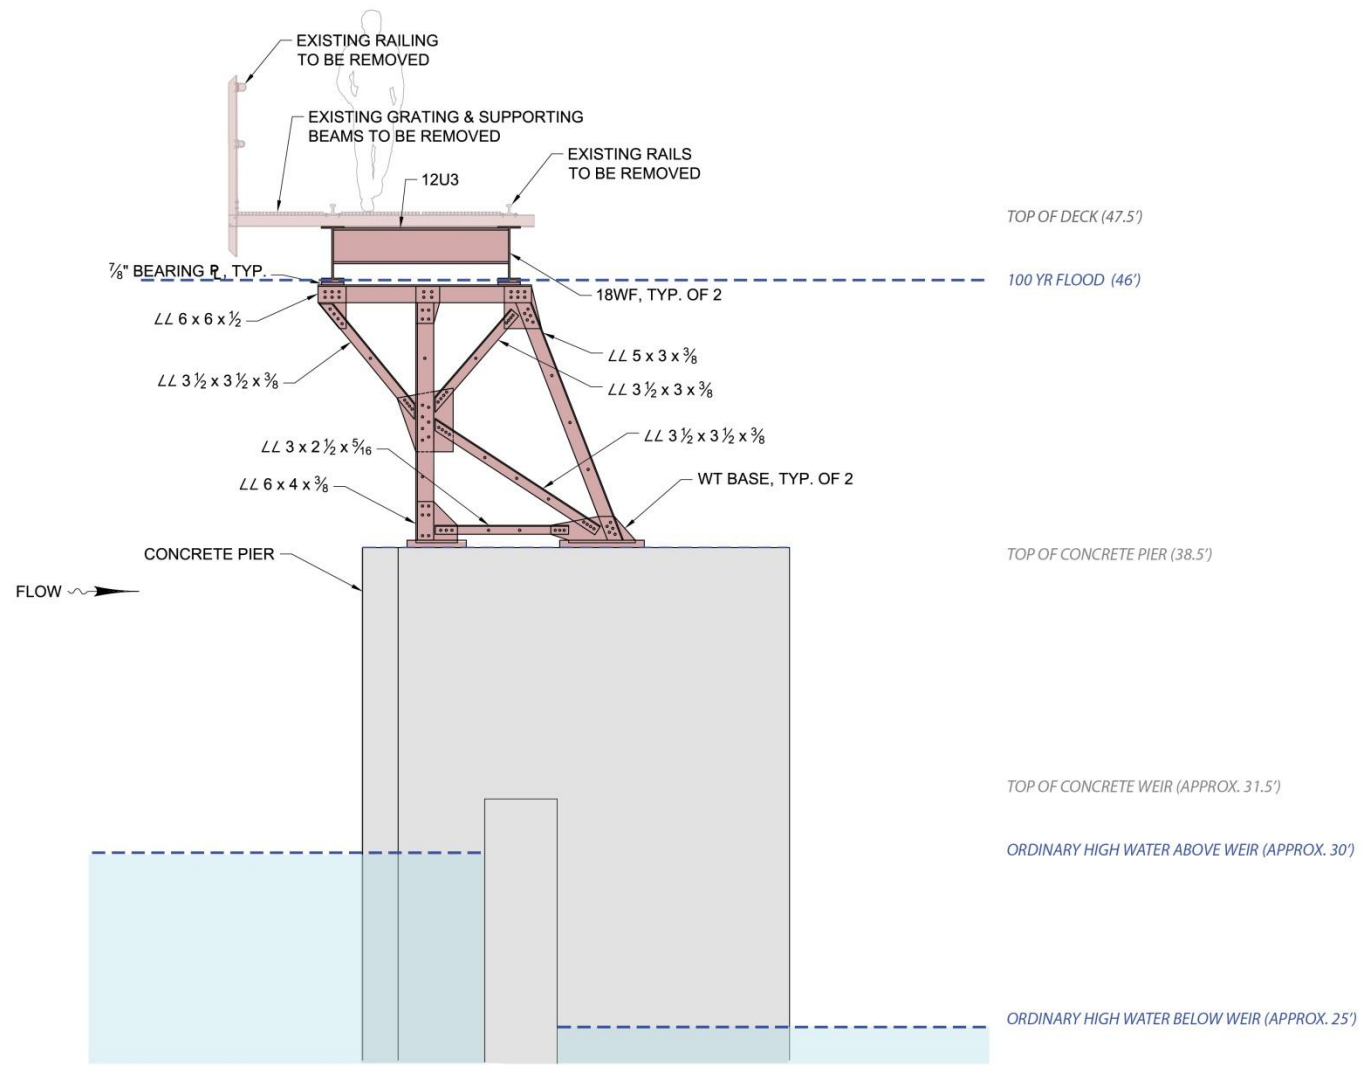 EXISTING RAILING
TO BE REMOVED
EXISTING GRATING & SUPPORTING
BEAMS TO BE REMOVED
EXISTING RAILS
TO BE REMOVED
12U3
TOP OF DECK (47.5')
⅞" BEARING ℄, TYP.
100 YR FLOOD (46')
18WF, TYP. OF 2
∠∠ 6 x 6 x ½
∠∠ 5 x 3 x ⅜
∠∠ 3 ½ x 3 ½ x ⅜
∠∠ 3 ½ x 3 x ⅜
∠∠ 3 x 2 ½ x 5⁄16
∠∠ 3 ½ x 3 ½ x ⅜
∠∠ 6 x 4 x ⅜
WT BASE, TYP. OF 2
CONCRETE PIER
TOP OF CONCRETE PIER (38.5')
FLOW
TOP OF CONCRETE WEIR (APPROX. 31.5')
ORDINARY HIGH WATER ABOVE WEIR (APPROX. 30')
ORDINARY HIGH WATER BELOW WEIR (APPROX. 25')